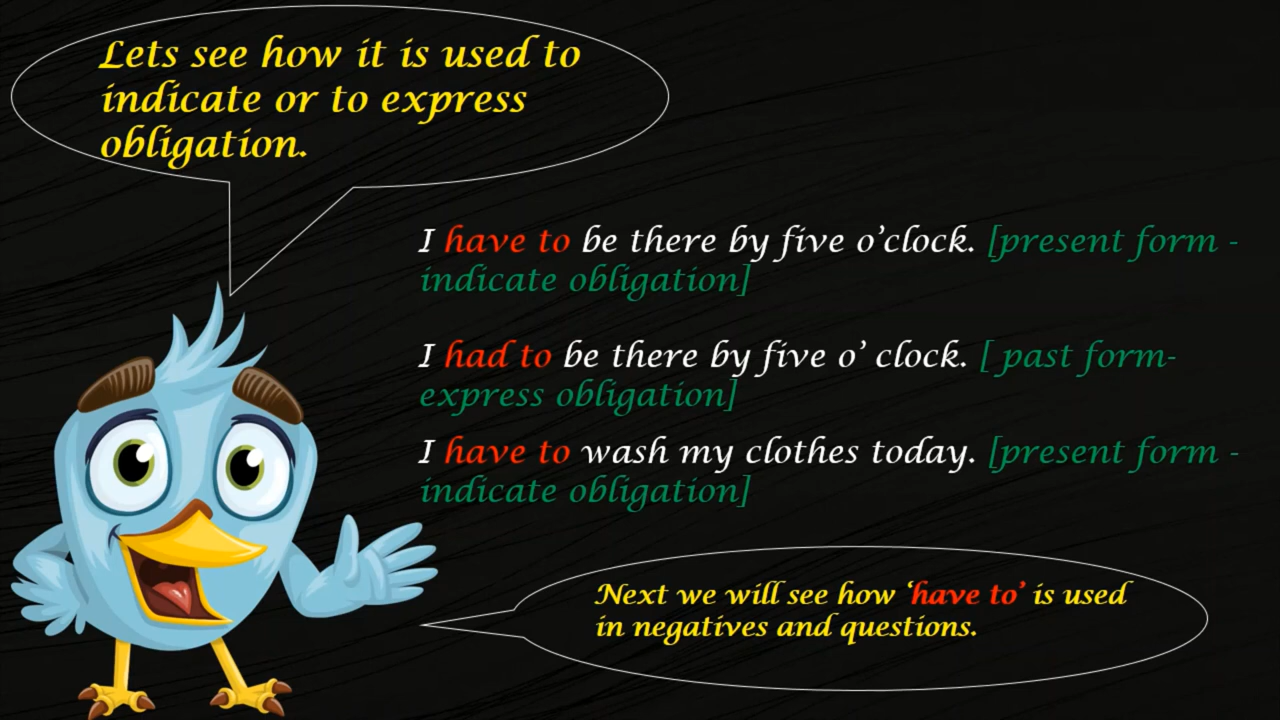 Lets see how it is used to
indicate or to express
obligation.
I have to be there by five o’clock. [present form -
indicate obligation]
I had to be there by five o’ clock. [ past form-
express obligation]
I have to wash my clothes today. [present form -
indicate obligation]
Next we will see how ‘have to’ is used
in negatives and questions.